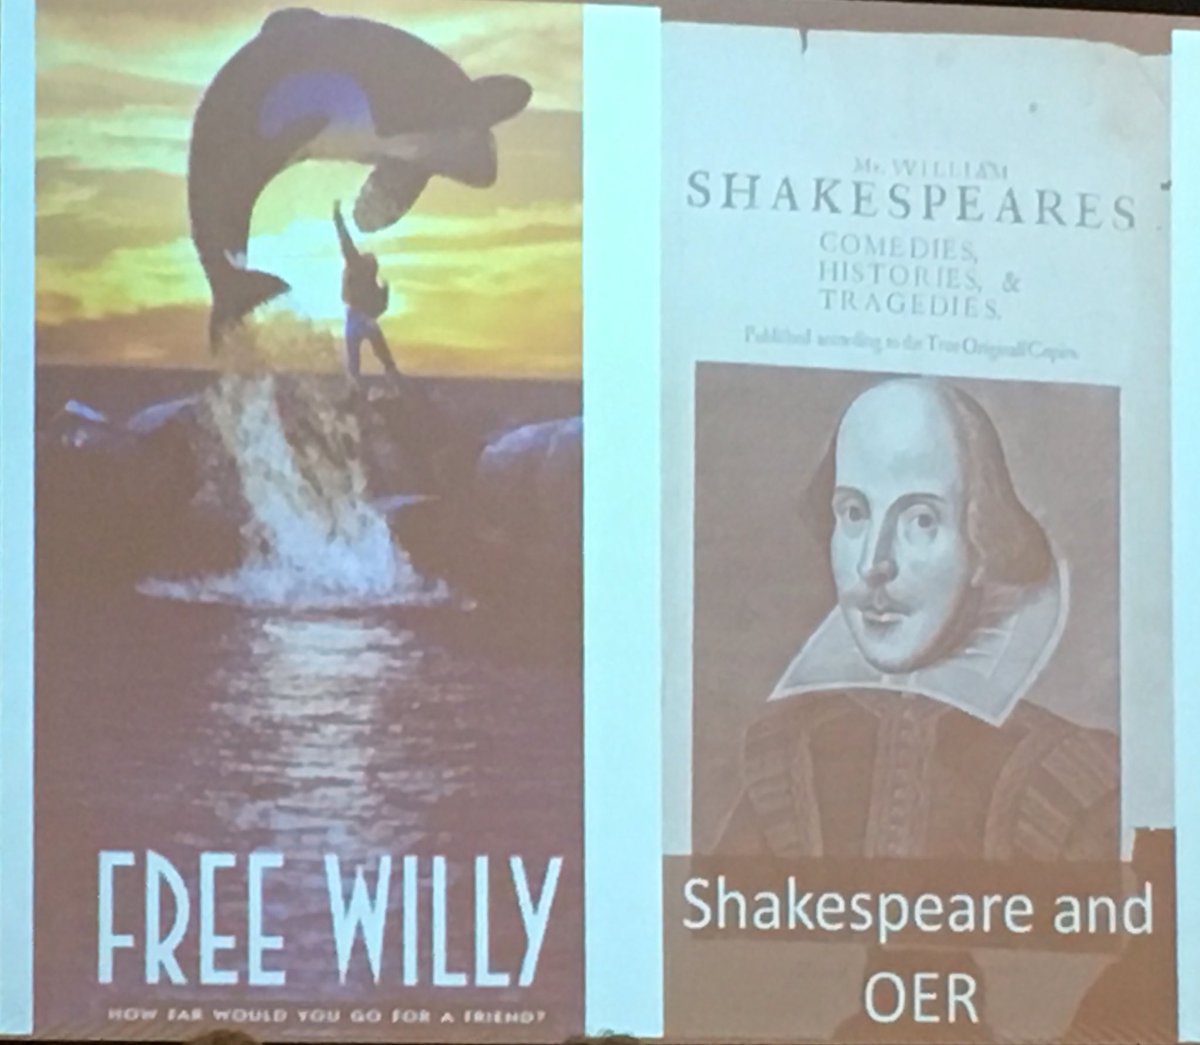 FREE WILLY
HOW FAR WOULD YOU GO FOR A FRIEND?
Mr. WILLIAM
SHAKESPEARES
COMEDIES,
HISTORIES, &
TRAGEDIES.
Published according to the True Originall Copies.
Shakespeare and
OER